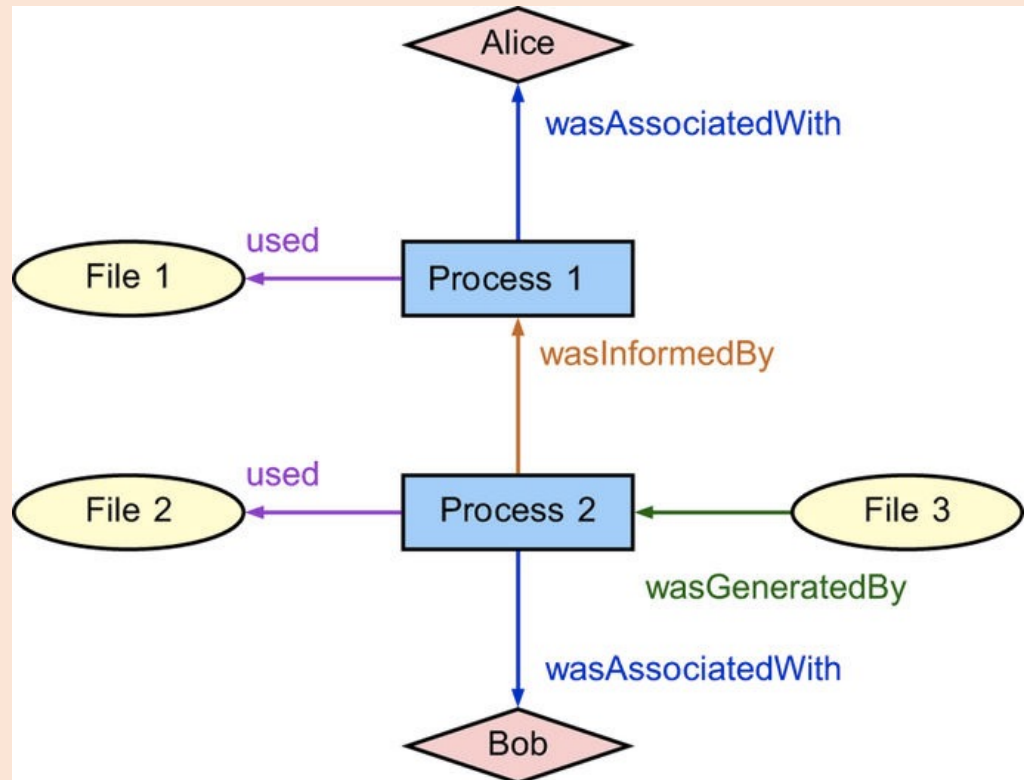 Alice
wasAssociatedWith
used
File 1
Process 1
wasInformedBy
used
File 2
Process 2
File 3
wasGeneratedBy
wasAssociatedWith
Bob